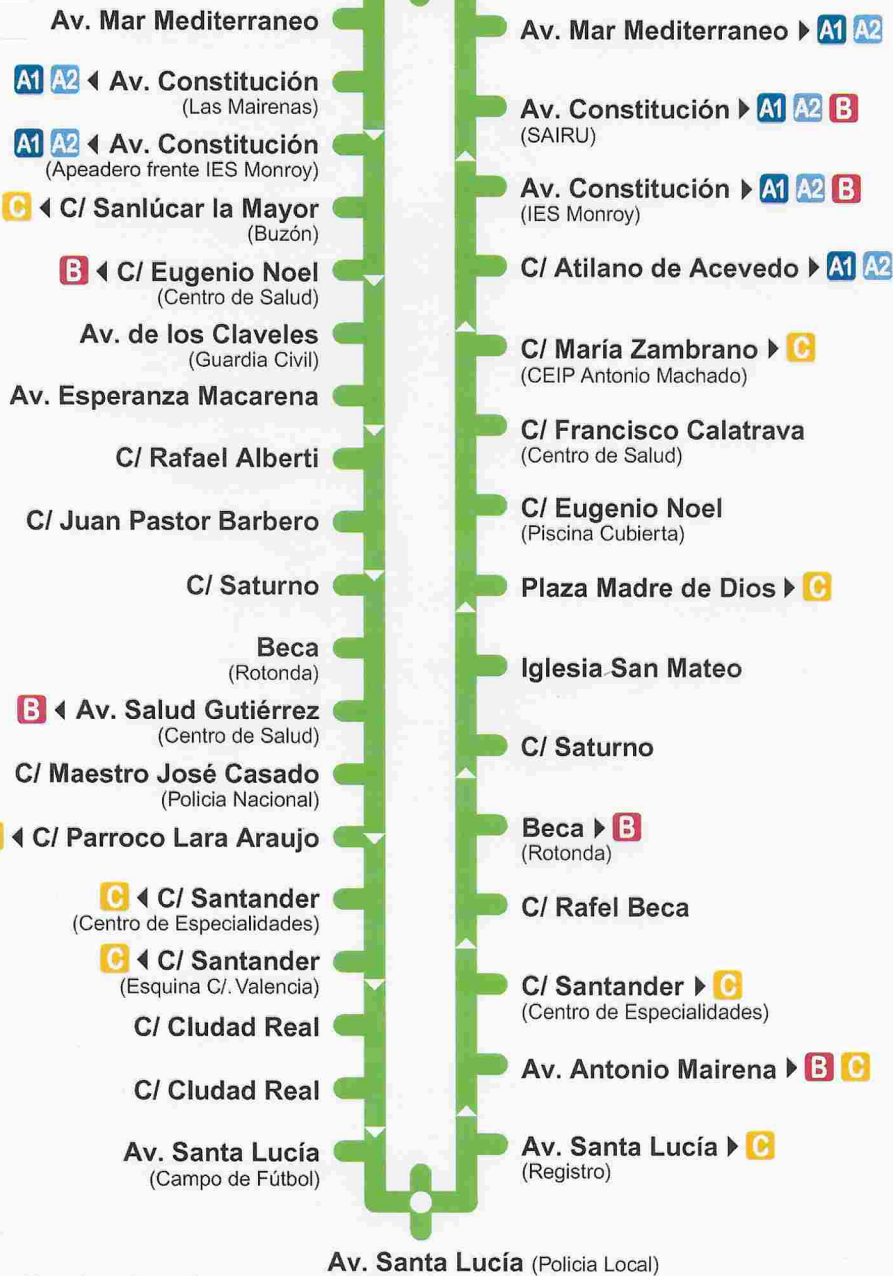 Av. Mar Mediterraneo
A1 A2 Av. Constitución
(Las Mairenas)
A1 A2 Av. Constitución
(Apeadero frente IES Monroy)
C C/ Sanlúcar la Mayor
(Buzón)
B C/ Eugenio Noel
(Centro de Salud)
Av. de los Claveles
(Guardia Civil)
Av. Esperanza Macarena
C/ Rafael Alberti
C/ Juan Pastor Barbero
C/ Saturno
Beca
(Rotonda)
B Av. Salud Gutiérrez
(Centro de Salud)
C/ Maestro José Casado
(Policia Nacional)
C/ Parroco Lara Araujo
C C/ Santander
(Centro de Especialidades)
C C/ Santander
(Esquina C/. Valencia)
C/ CIudad Real
C/ CIudad Real
Av. Santa Lucía
(Campo de Fútbol)
Av. Mar Mediterraneo A1 A2
Av. Constitución A1 A2 B
(SAIRU)
Av. Constitución A1 A2 B
(IES Monroy)
C/ Atilano de Acevedo A1 A2
C/ María Zambrano C
(CEIP Antonio Machado)
C/ Francisco Calatrava
(Centro de Salud)
C/ Eugenio Noel
(Piscina Cubierta)
Plaza Madre de Dios C
Iglesia San Mateo
C/ Saturno
Beca B
(Rotonda)
C/ Rafel Beca
C/ Santander C
(Centro de Especialidades)
Av. Antonio Mairena B C
Av. Santa Lucía C
(Registro)
Av. Santa Lucía (Policia Local)